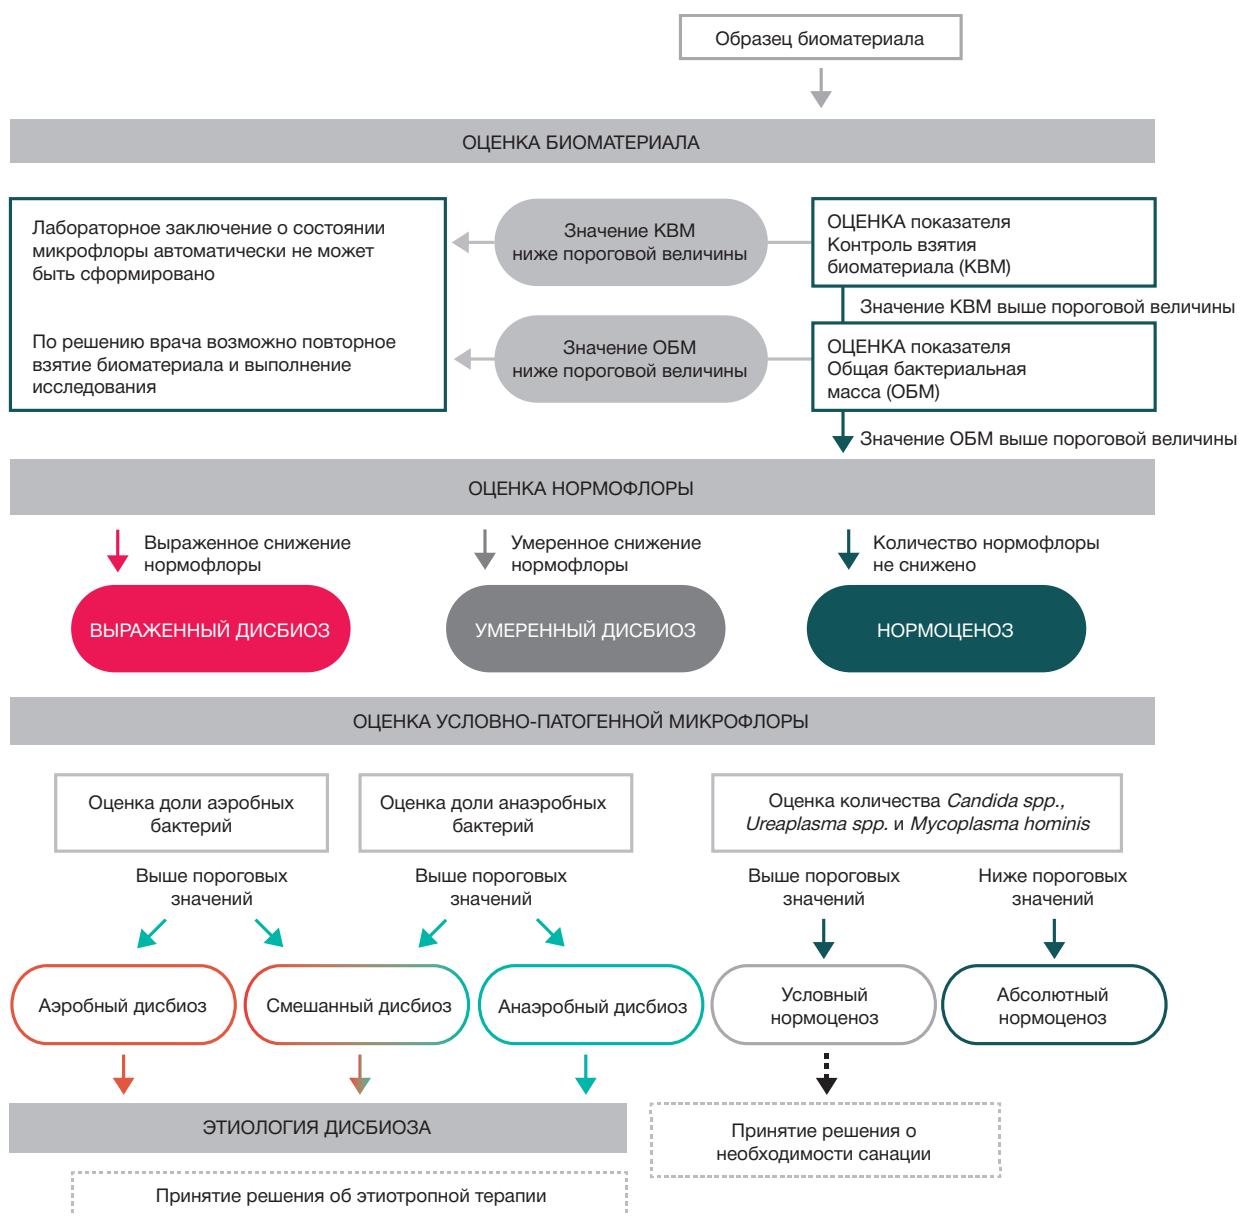 Образец биоматериала
ОЦЕНКА БИОМАТЕРИАЛА
Лабораторное заключение о состоянии
микрофлоры автоматически не может
быть сформировано
По решению врача возможно повторное
взятие биоматериала и выполнение
исследования
Значение КВМ
ниже пороговой величины
Значение ОБМ
ниже пороговой величины
ОЦЕНКА показателя
Контроль взятия
биоматериала (КВМ)
Значение КВМ выше пороговой величины
ОЦЕНКА показателя
Общая бактериальная
масса (ОБМ)
Значение ОБМ выше пороговой величины
ОЦЕНКА НОРМОФЛОРЫ
Выраженное снижение
нормофлоры
Умеренное снижение
нормофлоры
Количество нормофлоры
не снижено
ВЫРАЖЕННЫЙ ДИСБИОЗ
УМЕРЕННЫЙ ДИСБИОЗ
НОРМОЦЕНОЗ
ОЦЕНКА УСЛОВНО-ПАТОГЕННОЙ МИКРОФЛОРЫ
Оценка доли аэробных
бактерий
Оценка доли анаэробных
бактерий
Оценка количества Candida spp.,
Ureaplasma spp. и Mycoplasma hominis
Выше пороговых
значений
Выше пороговых
значений
Выше пороговых
значений
Ниже пороговых
значений
Аэробный дисбиоз
Смешанный дисбиоз
Анаэробный дисбиоз
Условный
нормоценоз
Абсолютный
нормоценоз
ЭТИОЛОГИЯ ДИСБИОЗА
Принятие решения о
необходимости санации
Принятие решения об этиотропной терапии